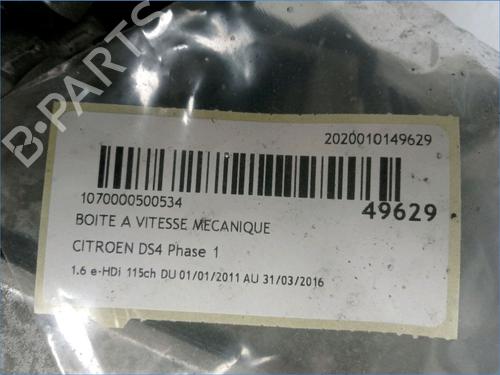 B-PARTS
2020010149629
1070000500534
49629
BOITE A VITESSE MECANIQUE
CITROEN DS4 Phase 1
1.6 e-HDi 115ch DU 01/01/2011 AU 31/03/2016